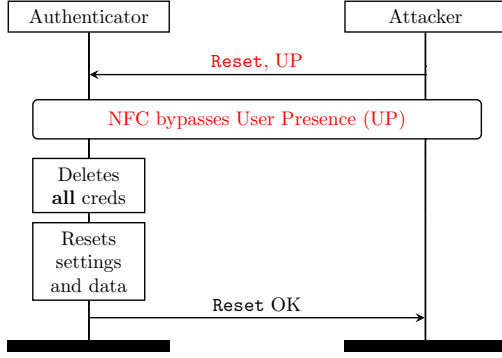 Authenticator
Attacker
Reset, UP
NFC bypasses User Presence (UP)
Deletes
all creds
Resets
settings
and data
Reset OK